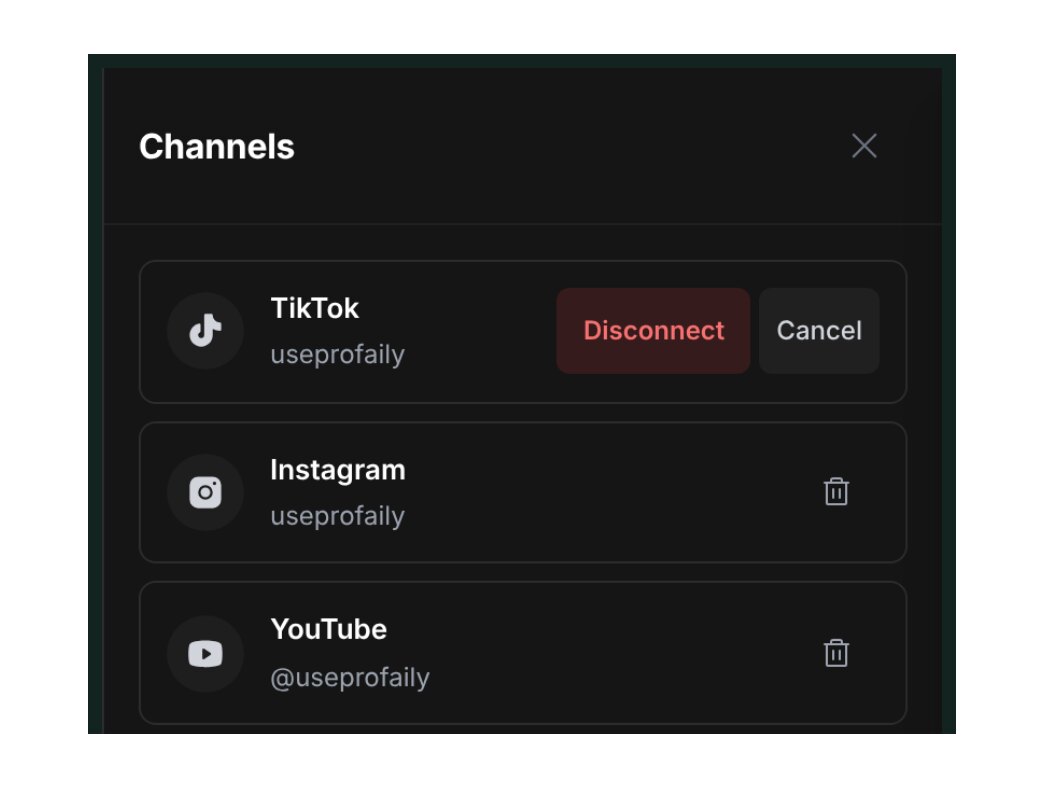 Channels
TikTok
useprofaily
Disconnect
Cancel
Instagram
useprofaily
YouTube
@useprofaily